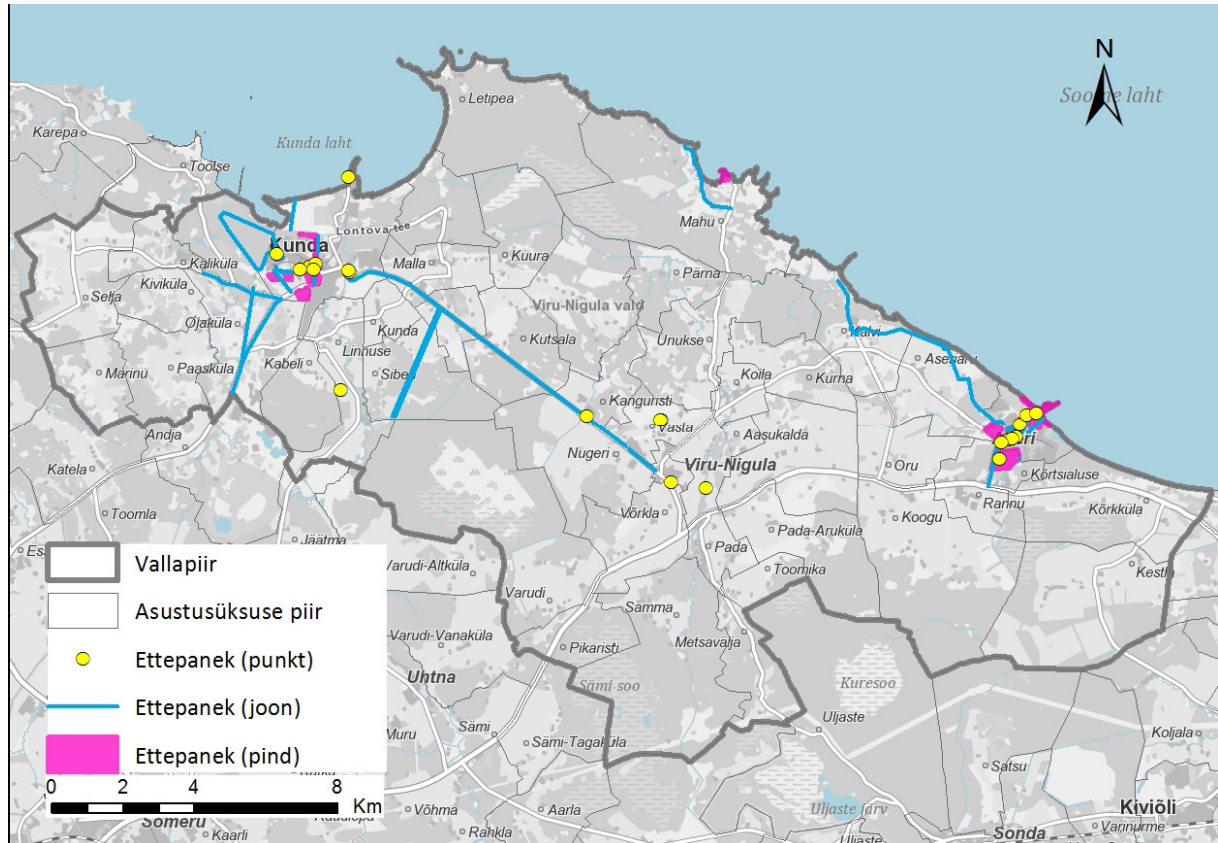 N
Soome laht
Letipea
Karepa
Kunda laht
Toolse
Mahu
Lontova tee
Kunda
Kaliküla
Malla
Kuura
Pärna
Kiviküla
Selja
Viru-Nigula vald
Ojaküla
Kunda
Kutsala
Unukse
Kalvi
Linnuse
Aseriaru
Marinu
Paasküla
Kabeli
Koila
Kurna
Kanguristi
Vasta
Andja
Nugeri
Aasukalda
Katela
Viru-Nigula
Oru
Kõrtsialuse
Rannu
Toomla
Võrkla
Pada-Aruküla
Koogu
Kõrkküla
Jäätma
Pada
Varudi-Altküla
Toomika
Varudi
Samma
Varudi-Vanaküla
Metsavälja
Pikaristi
Uhtna
Sämi soo
Kuresoo
Uljaste
Muru
Sämi
Sämi-Tagaküla
Koljala
Satsu
Võhma
Aarla
Uljaste järv
Kiviõli
Someru
Kaarli
Rahkla
Uljaste
Sonda
Varinurme
Vallapiir
Asustusüksuse piir
Ettepanek (punkt)
Ettepanek (joon)
Ettepanek (pind)
0 2 4 8
Km